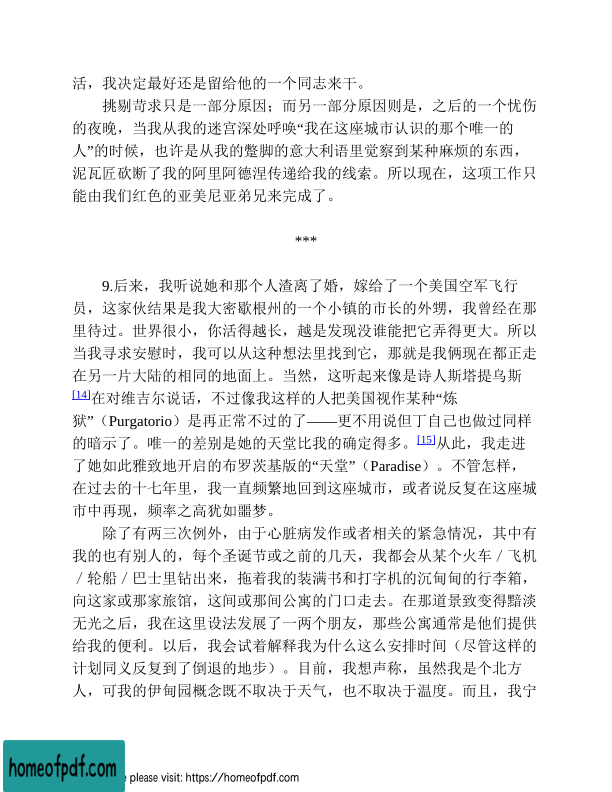 活，我决定最好还是留给他的一个同志来干。
挑剔苛求只是一部分原因；而另一部分原因则是，之后的一个忧伤
的夜晚，当我从我的迷宫深处呼唤“我在这座城市认识的那个唯一的
人”的时候，也许是从我的蹩脚的意大利语里觉察到某种麻烦的东西，
泥瓦匠砍断了我的阿里阿德涅传递给我的线索。所以现在，这项工作只
能由我们红色的亚美尼亚弟兄来完成了。
***
9.后来，我听说她和那个人渣离了婚，嫁给了一个美国空军飞行
员，这家伙结果是我大密歇根州的一个小镇的市长的外甥，我曾经在那
里待过。世界很小，你活得越长，越是发现没谁能把它弄得更大。所以
当我寻求安慰时，我可以从这种想法里找到它，那就是我俩现在都正走
在另一片大陆的相同的地面上。当然，这听起来像是诗人斯塔提乌斯
[14]在对维吉尔说话，不过像我这样的人把美国视作某种“炼
狱”（Purgatorio）是再正常不过的了——更不用说但丁自己也做过同样
的暗示了。唯一的差别是她的天堂比我的确定得多。[15]从此，我走进
了她如此雅致地开启的布罗茨基版的“天堂”（Paradise）。不管怎样，
在过去的十七年里，我一直频繁地回到这座城市，或者说反复在这座城
市中再现，频率之高犹如噩梦。
除了有两三次例外，由于心脏病发作或者相关的紧急情况，其中有
我的也有别人的，每个圣诞节或之前的几天，我都会从某个火车／飞机
／轮船／巴士里钻出来，拖着我的装满书和打字机的沉甸甸的行李箱，
向这家或那家旅馆，这间或那间公寓的门口走去。在那道景致变得黯淡
无光之后，我在这里设法发展了一两个朋友，那些公寓通常是他们提供
给我的便利。以后，我会试着解释我为什么这么安排时间（尽管这样的
计划同义反复到了倒退的地步）。目前，我想声称，虽然我是个北方
人，可我的伊甸园概念既不取决于天气，也不取决于温度。而且，我宁
homeofpdf.com
please visit: https://homeofpdf.com